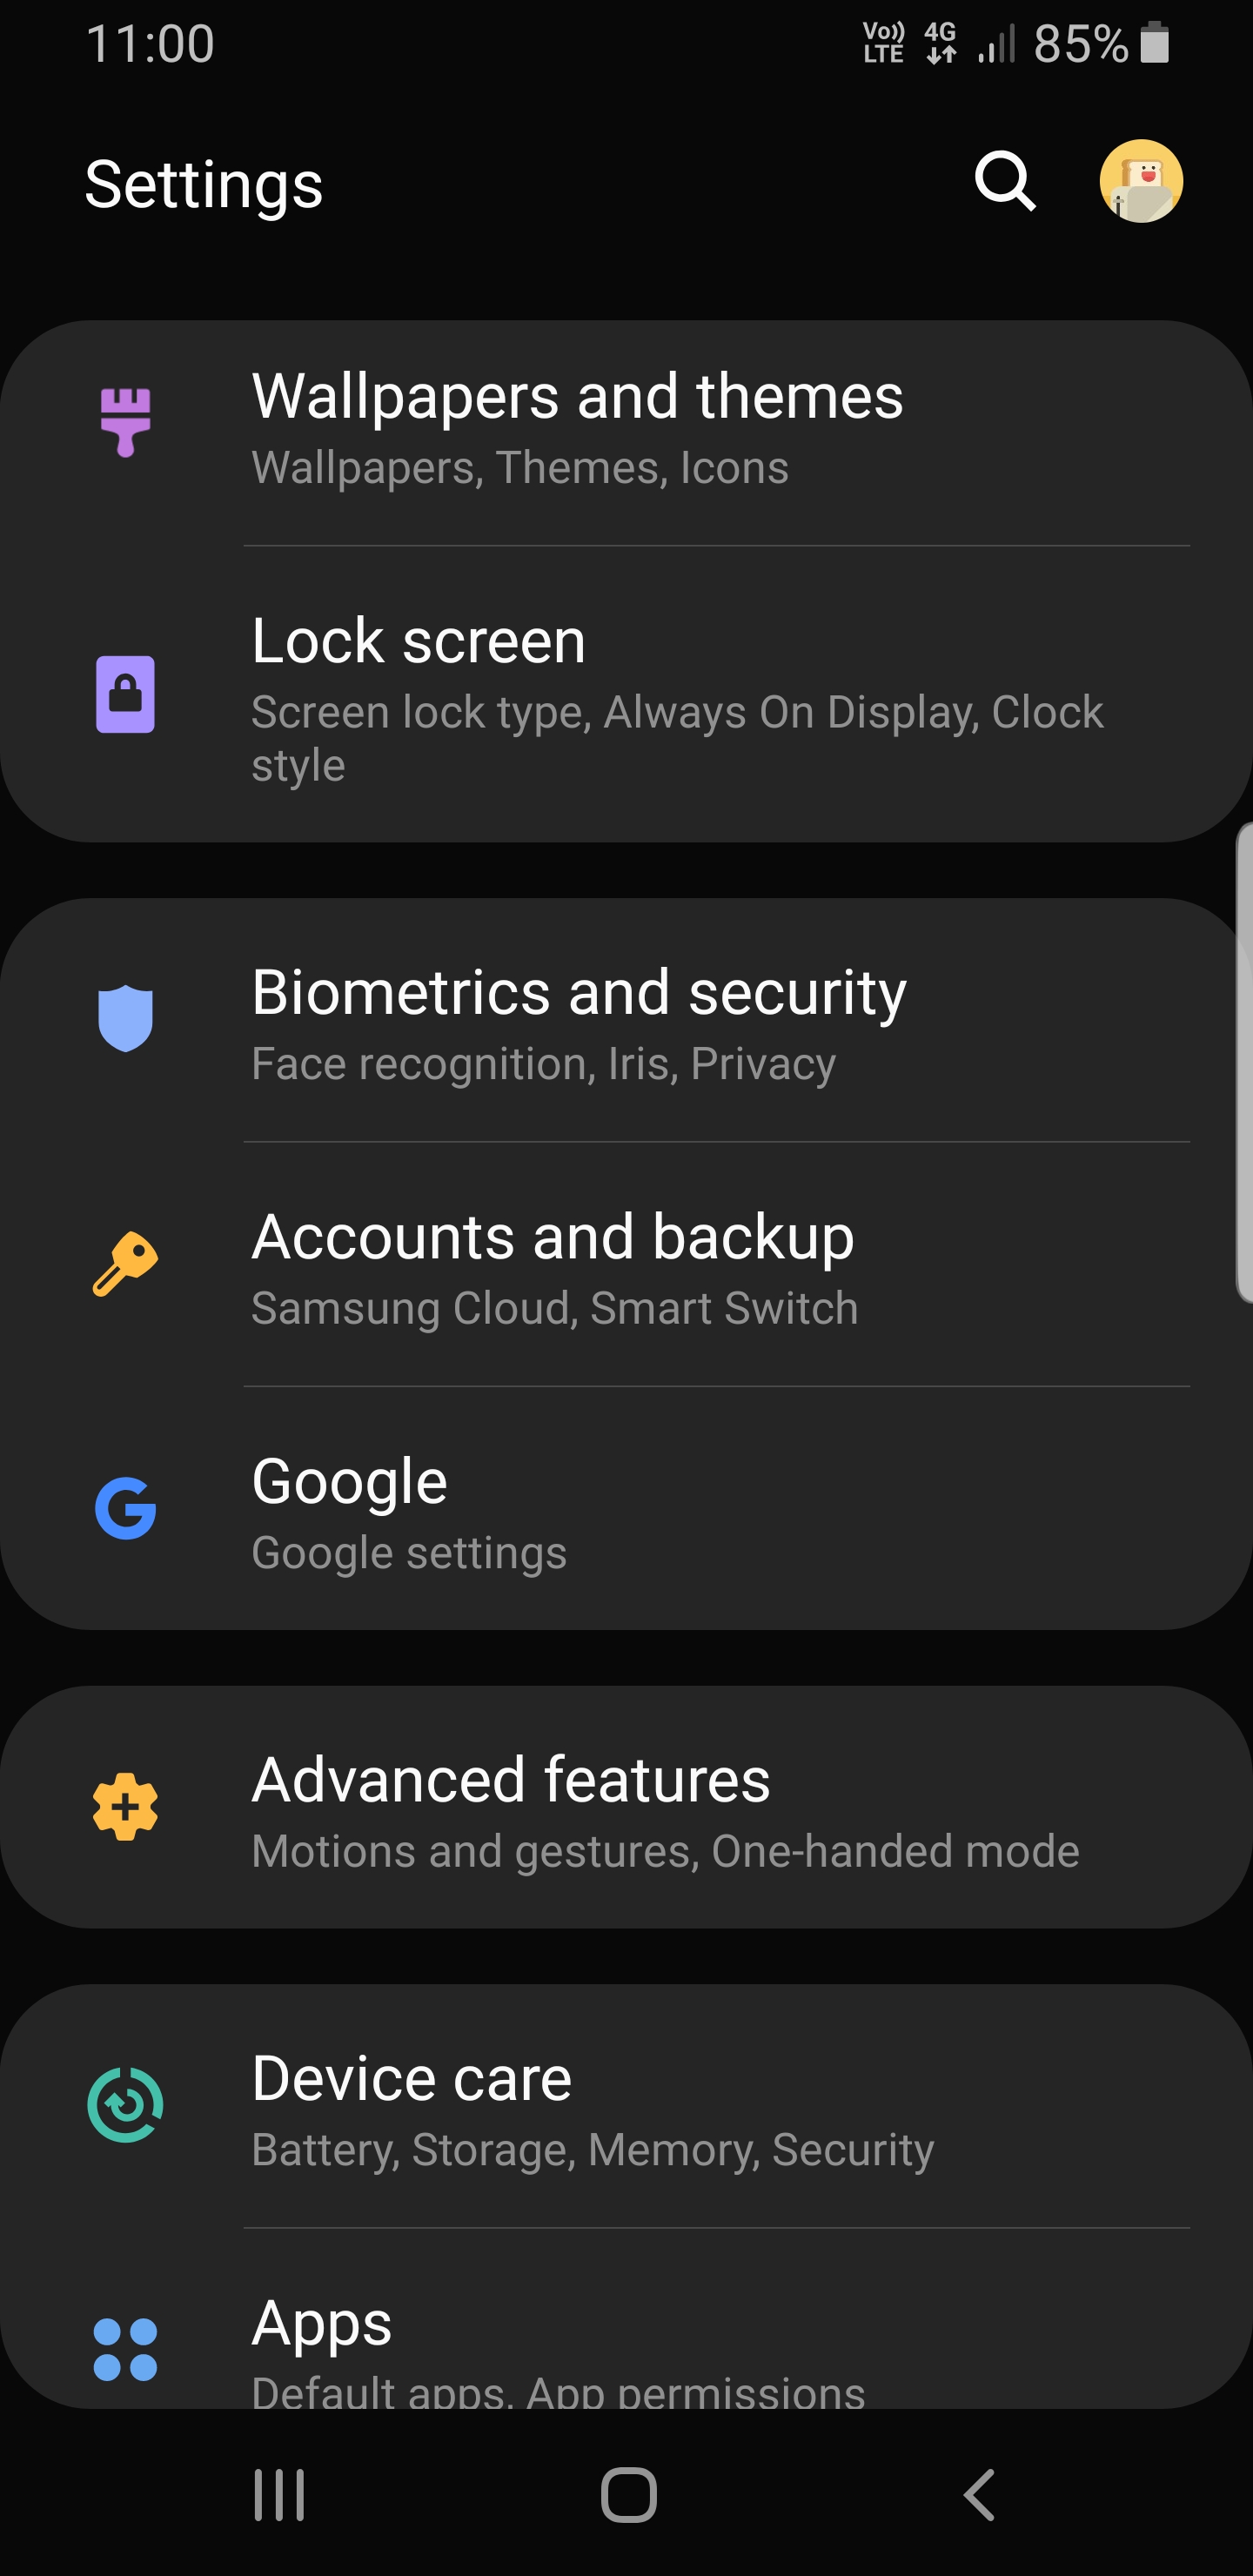 11:00
Vo)) LTE 4G 85%
Settings
Wallpapers and themes
Wallpapers, Themes, Icons
Lock screen
Screen lock type, Always On Display, Clock
style
Biometrics and security
Face recognition, Iris, Privacy
Accounts and backup
Samsung Cloud, Smart Switch
Google
Google settings
Advanced features
Motions and gestures, One-handed mode
Device care
Battery, Storage, Memory, Security
Apps
Default apps, App permissions